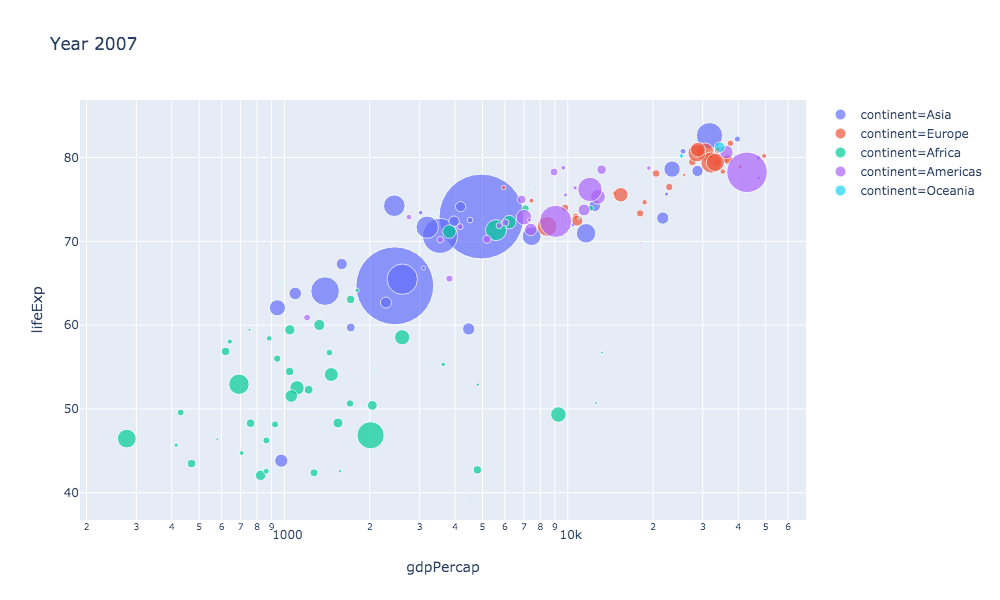 Year 2007
continent=Asia
continent=Europe
continent=Africa
continent=Americas
continent=Oceania
80
70
60
50
40
lifeExp
2 3 4 5 6 7 8 9 1000 2 3 4 5 6 7 8 9 10k 2 3 4 5 6
gdpPercap